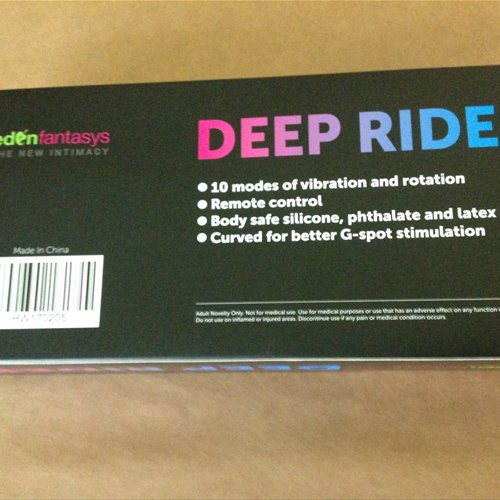 edenfantasys
THE NEW INTIMACY
DEEP RIDE
● 10 modes of vibration and rotation
● Remote control
● Body safe silicone, phthalate and latex
● Curved for better G-spot stimulation
Made in China
HW170205
Adult Novelty Only. Not for medical use. Use for medical purposes or use that has an adverse effect on any function
Do not use on inflamed or injured areas. Discontinue use if any pain or medical condition occurs.